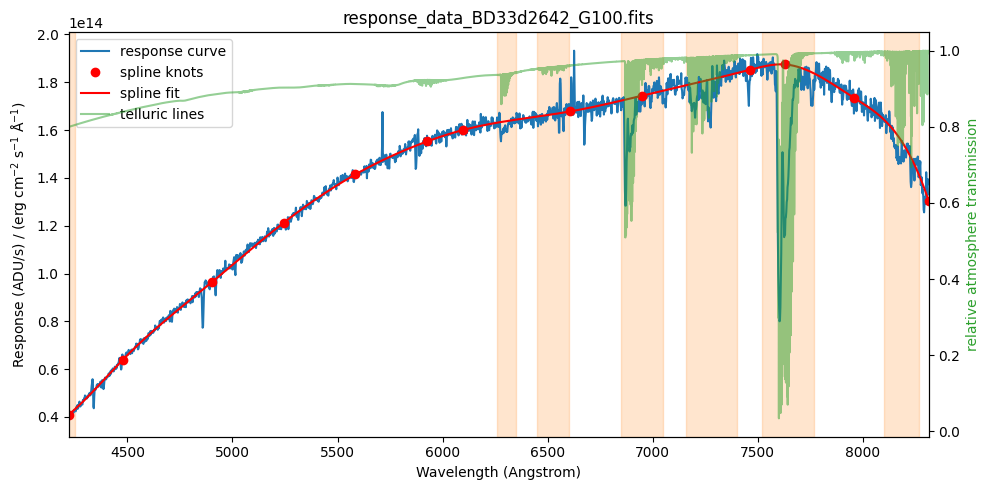 response_data_BD33d2642_G100.fits
1e14
response curve
spline knots
spline fit
telluric lines
2.0
1.8
1.6
1.4
1.2
1.0
0.8
0.6
0.4
Response (ADU/s) / (erg cm⁻² s⁻¹ Å⁻¹)
1.0
0.8
0.6
0.4
0.2
0.0
relative atmosphere transmission
4500 5000 5500 6000 6500 7000 7500 8000
Wavelength (Angstrom)